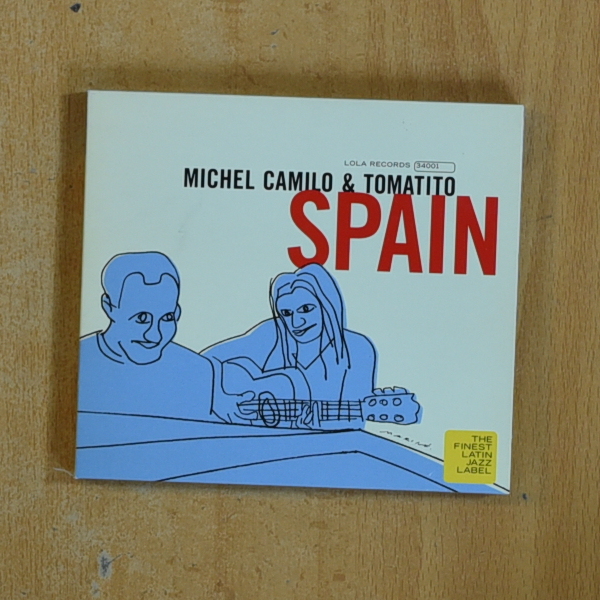 LOLA RECORDS 34001
MICHEL CAMILO & TOMATITO
SPAIN
THE
FINEST
LATIN
JAZZ
LABEL